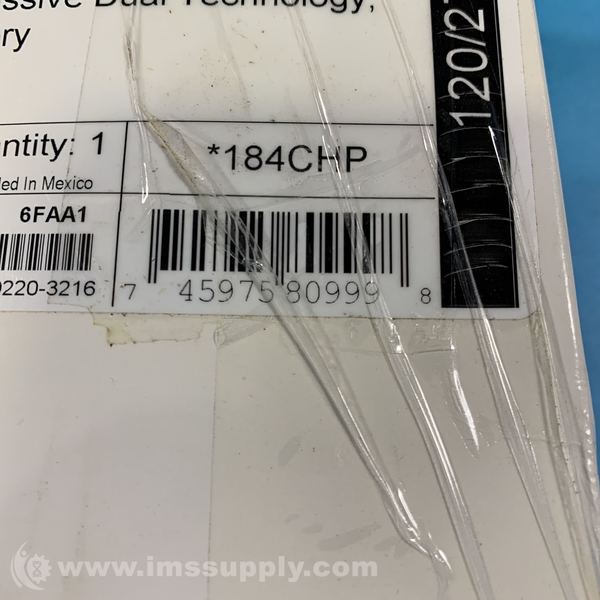 ssive Dual Technology,
ry
120/27
ntity: 1
*184CHP
led In Mexico
6FAA1
0220-3216
7 45975 80999 8
www.imssupply.com